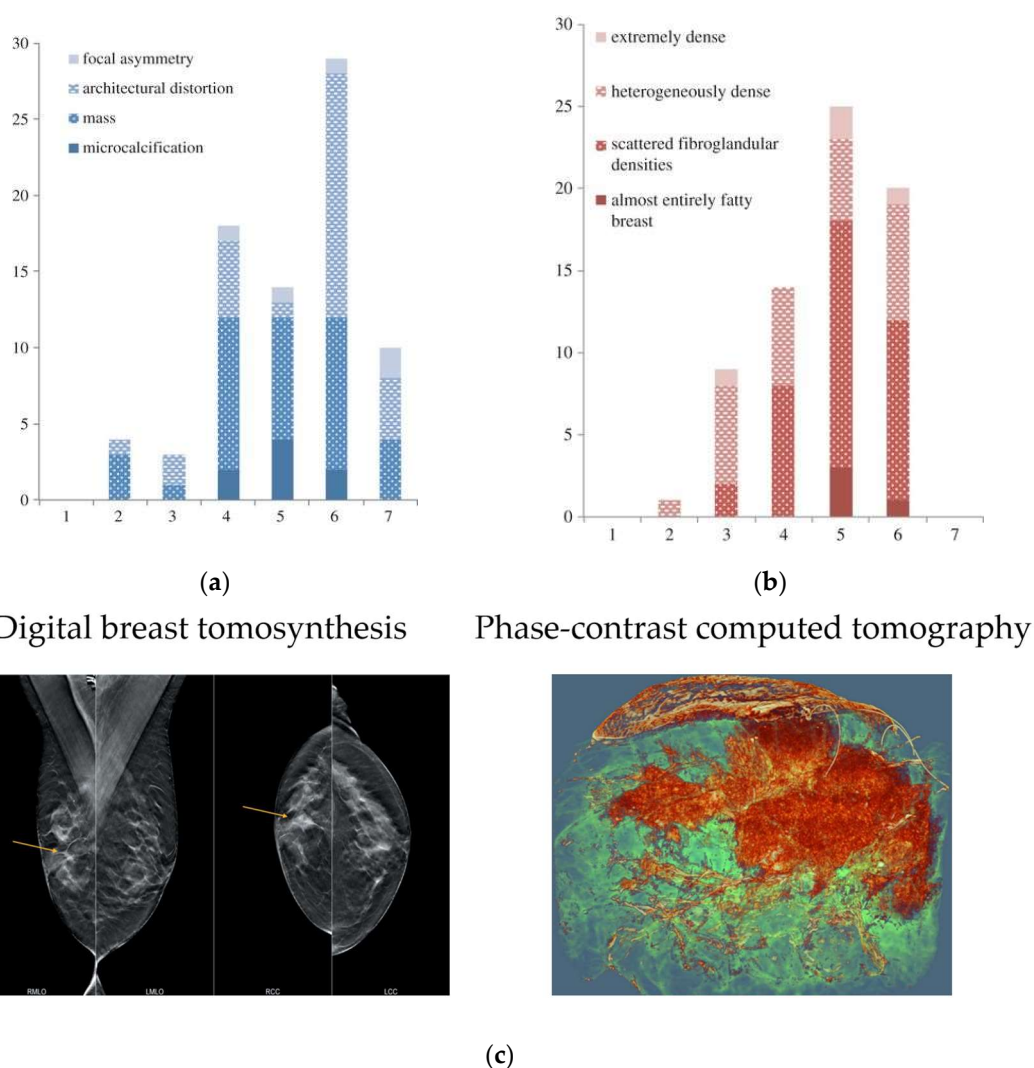 30
25
20
15
10
5
0
focal asymmetry
architectural distortion
mass
microcalcification
1 2 3 4 5 6 7
(a)
30
25
20
15
10
5
0
extremely dense
heterogeneously dense
scattered fibroglandular
densities
almost entirely fatty
breast
1 2 3 4 5 6 7
(b)
Digital breast tomosynthesis
Phase-contrast computed tomography
RMLO LMLO RCC LCC
(c)